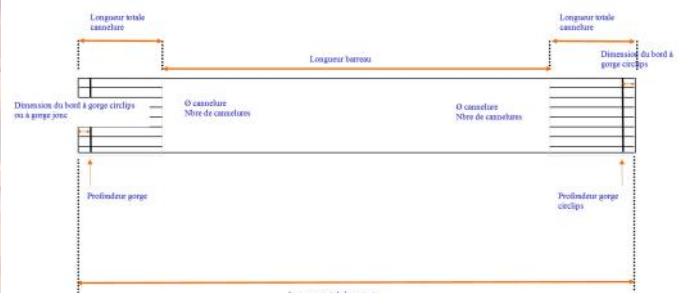 Longueur totale
cannelure
Longueur totale
cannelure
Longueur barreau
Dimension du bord à
gorge circlips
Dimension du bord à gorge circlips
ou à gorge jonc
Ø cannelure
Nbre de cannelures
Ø cannelure
Nbre de cannelures
Profondeur gorge
Profondeur gorge
circlips